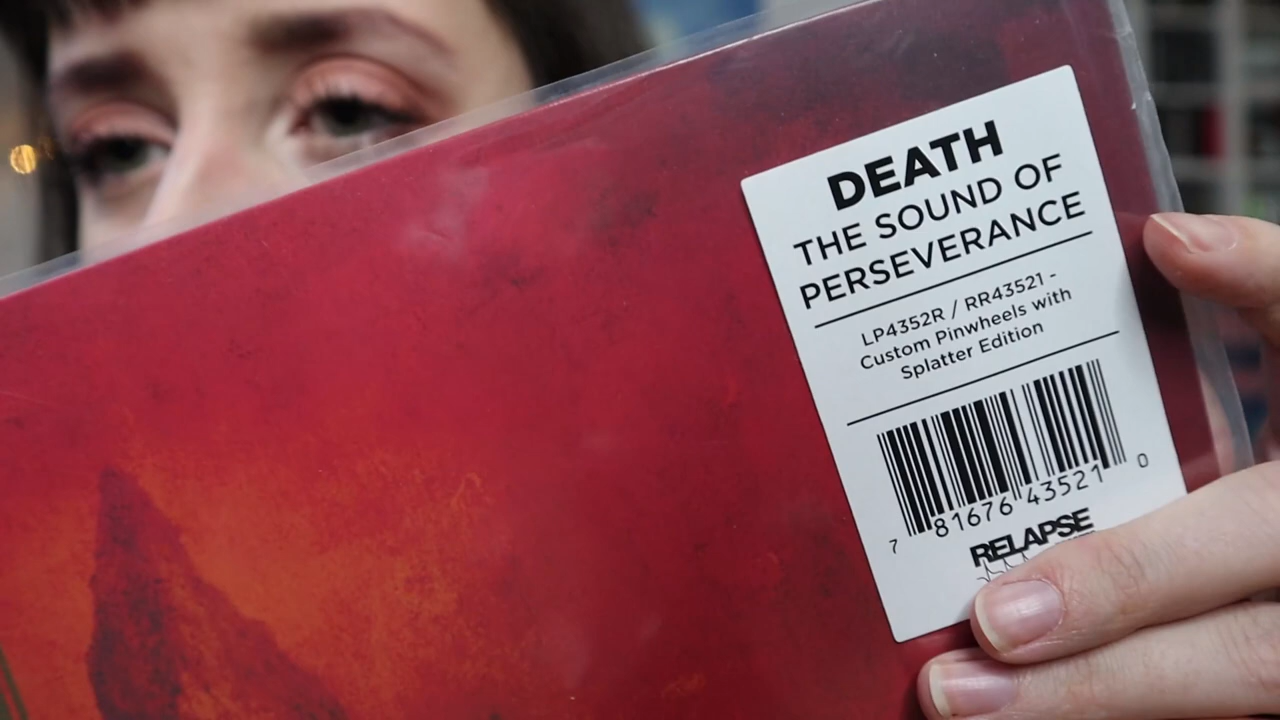 DEATH
THE SOUND OF
PERSEVERANCE
LP4352R / RR43521 -
Custom Pinwheels with
Splatter Edition
7 81676 43521 0
RELAPSE